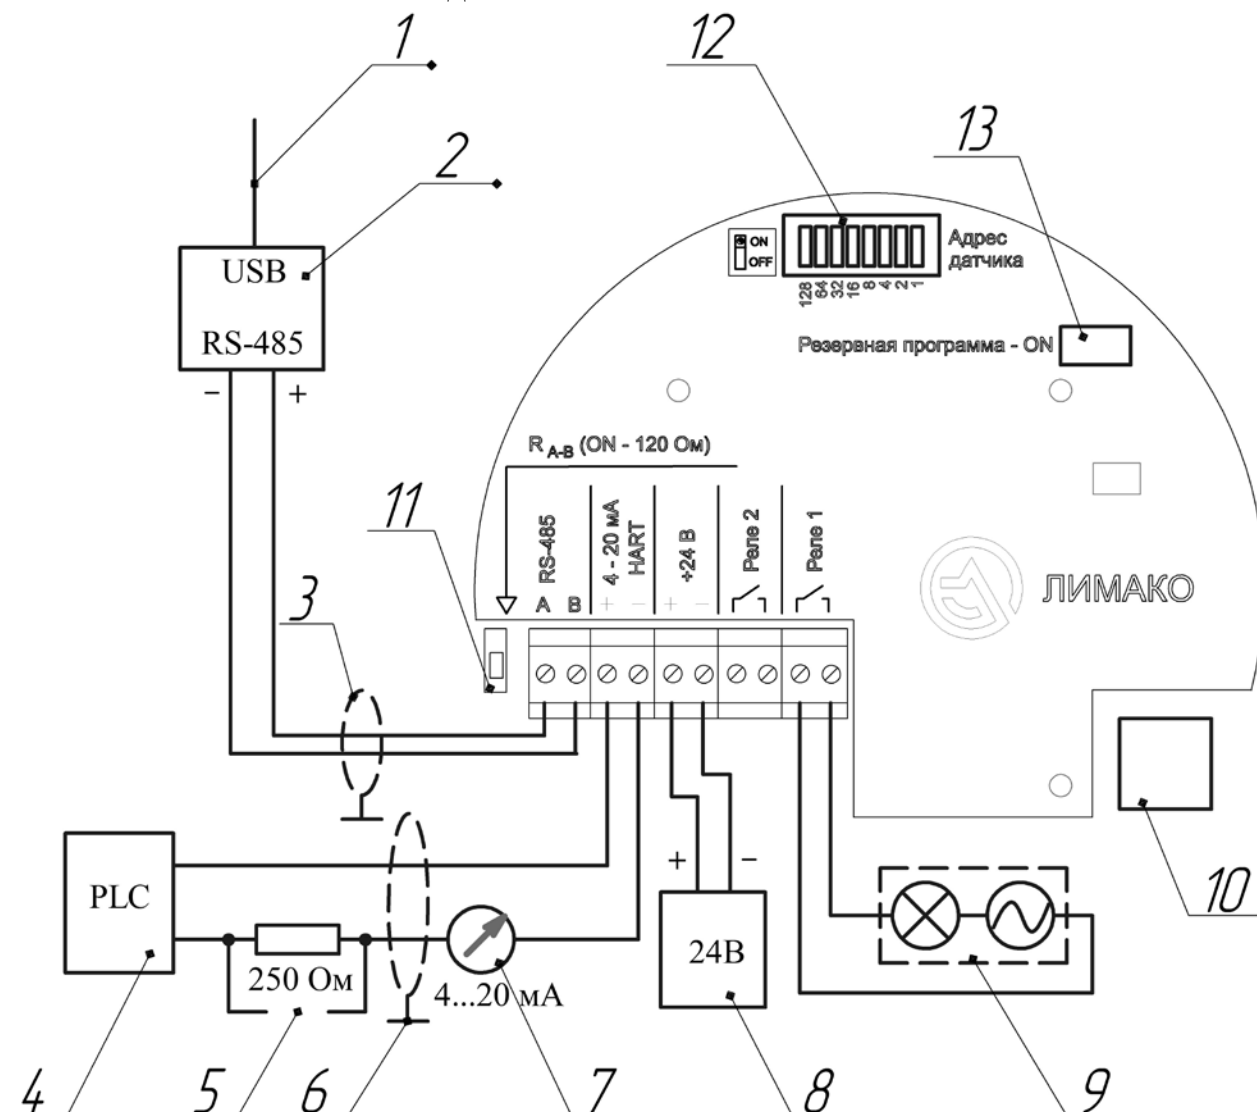 1
12
13
2
ON
OFF
128
64
32
16
8
4
2
1
Адрес
датчика
USB
RS-485
- +
Резервная программа - ON
R A-B (ON - 120 Ом)
11
RS-485
4 - 20 мА
HART
+24 В
Реле 2
Реле 1
A B + - + -
ЛИМАКО
3
PLC
250 Ом
4...20 мА
+ -
24В
10
4 5 6 7 8 9